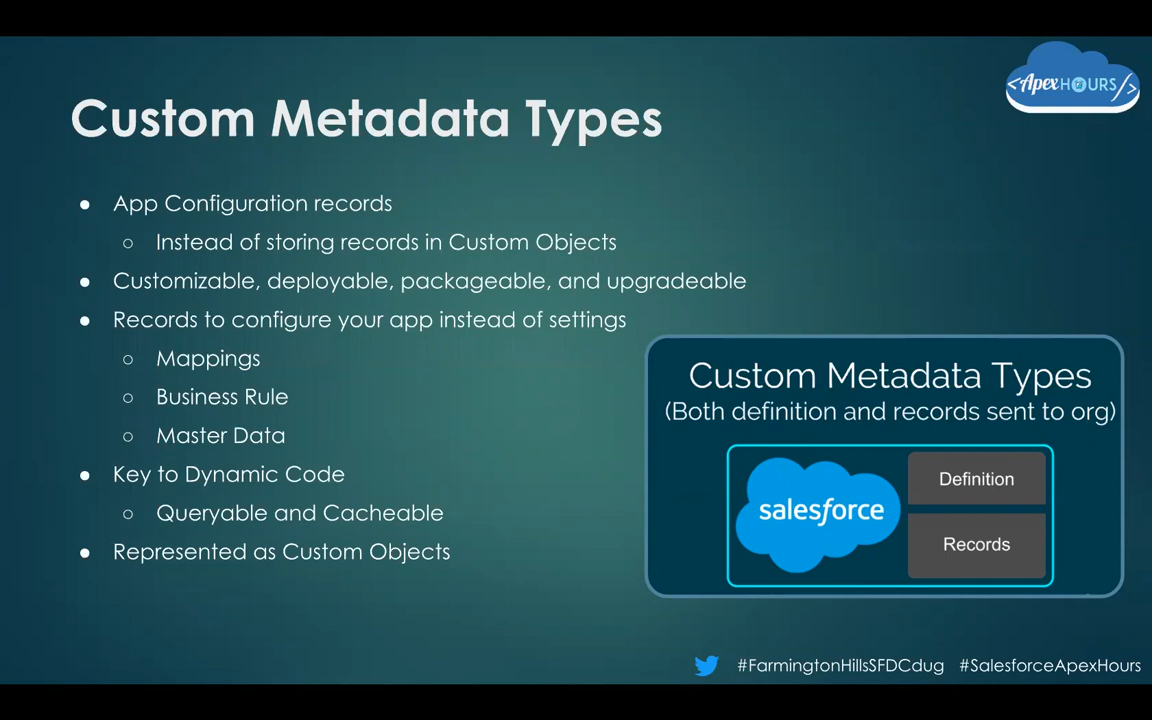 <ApexHOURS/>
Custom Metadata Types
● App Configuration records
○ Instead of storing records in Custom Objects
● Customizable, deployable, packageable, and upgradeable
● Records to configure your app instead of settings
○ Mappings
○ Business Rule
○ Master Data
● Key to Dynamic Code
○ Queryable and Cacheable
● Represented as Custom Objects
Custom Metadata Types
(Both definition and records sent to org)
salesforce
Definition
Records
#FarmingtonHillsSFDCdug #SalesforceApexHours